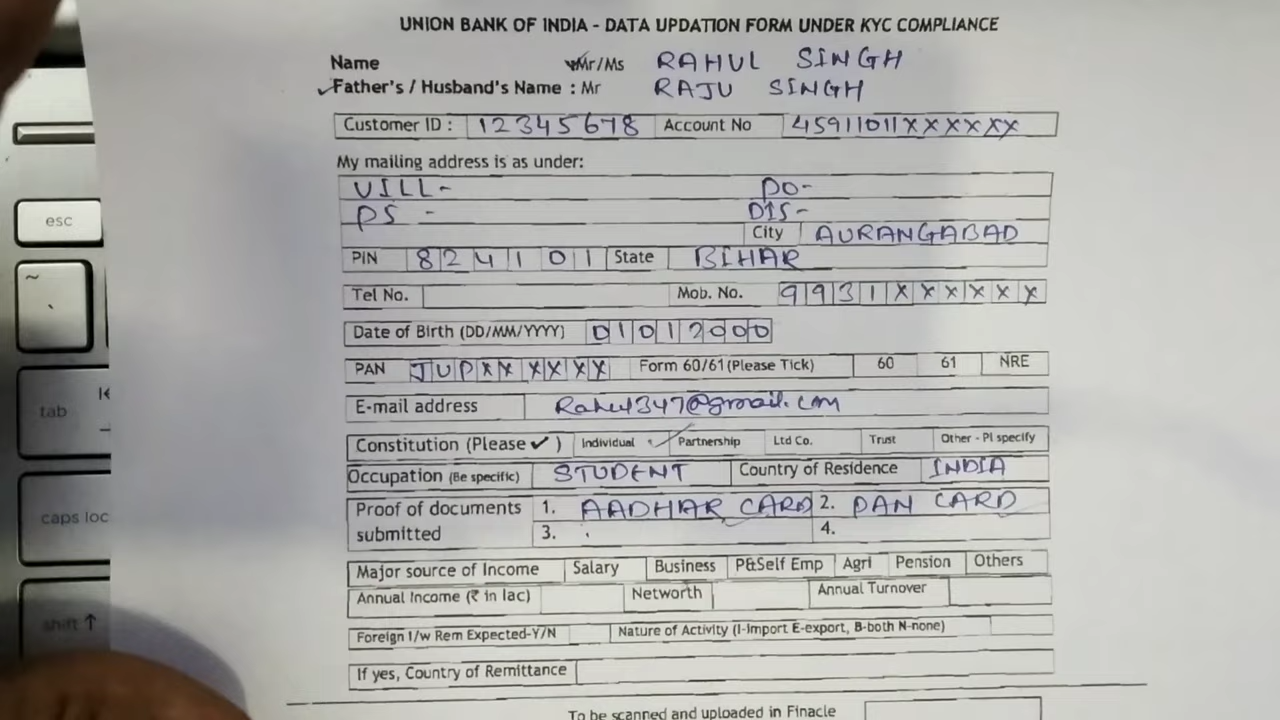 UNION BANK OF INDIA - DATA UPDATION FORM UNDER KYC COMPLIANCE
Name Mr/Ms RAHUL SINGH
Father's / Husband's Name : Mr RAJU SINGH
Customer ID : 12345678 Account No 45911011XXXXXX
My mailing address is as under:
VILL- PO-
PS - DIS-
City AURANGABAD
PIN 824101 State BIHAR
Tel No. Mob. No. 9931XXXXXX
Date of Birth (DD/MM/YYYY) 01012000
PAN JUPXXXXXX Form 60/61(Please Tick) 60 61 NRE
E-mail address
Constitution (Please ✔ ) Individual Partnership Ltd Co. Trust Other - Pl specify
Occupation (Be specific) STUDENT Country of Residence INDIA
Proof of documents 1. AADHAR CARD 2. PAN CARD
submitted 3. 4.
Major source of Income Salary Business P&Self Emp Agri Pension Others
Annual Income (₹ in lac) Networth Annual Turnover
Foreign I/w Rem Expected-Y/N Nature of Activity (I-Import E-export, B-both N-none)
If yes, Country of Remittance
To be scanned and uploaded in Finacle
esc
~
tab
caps loc
shift